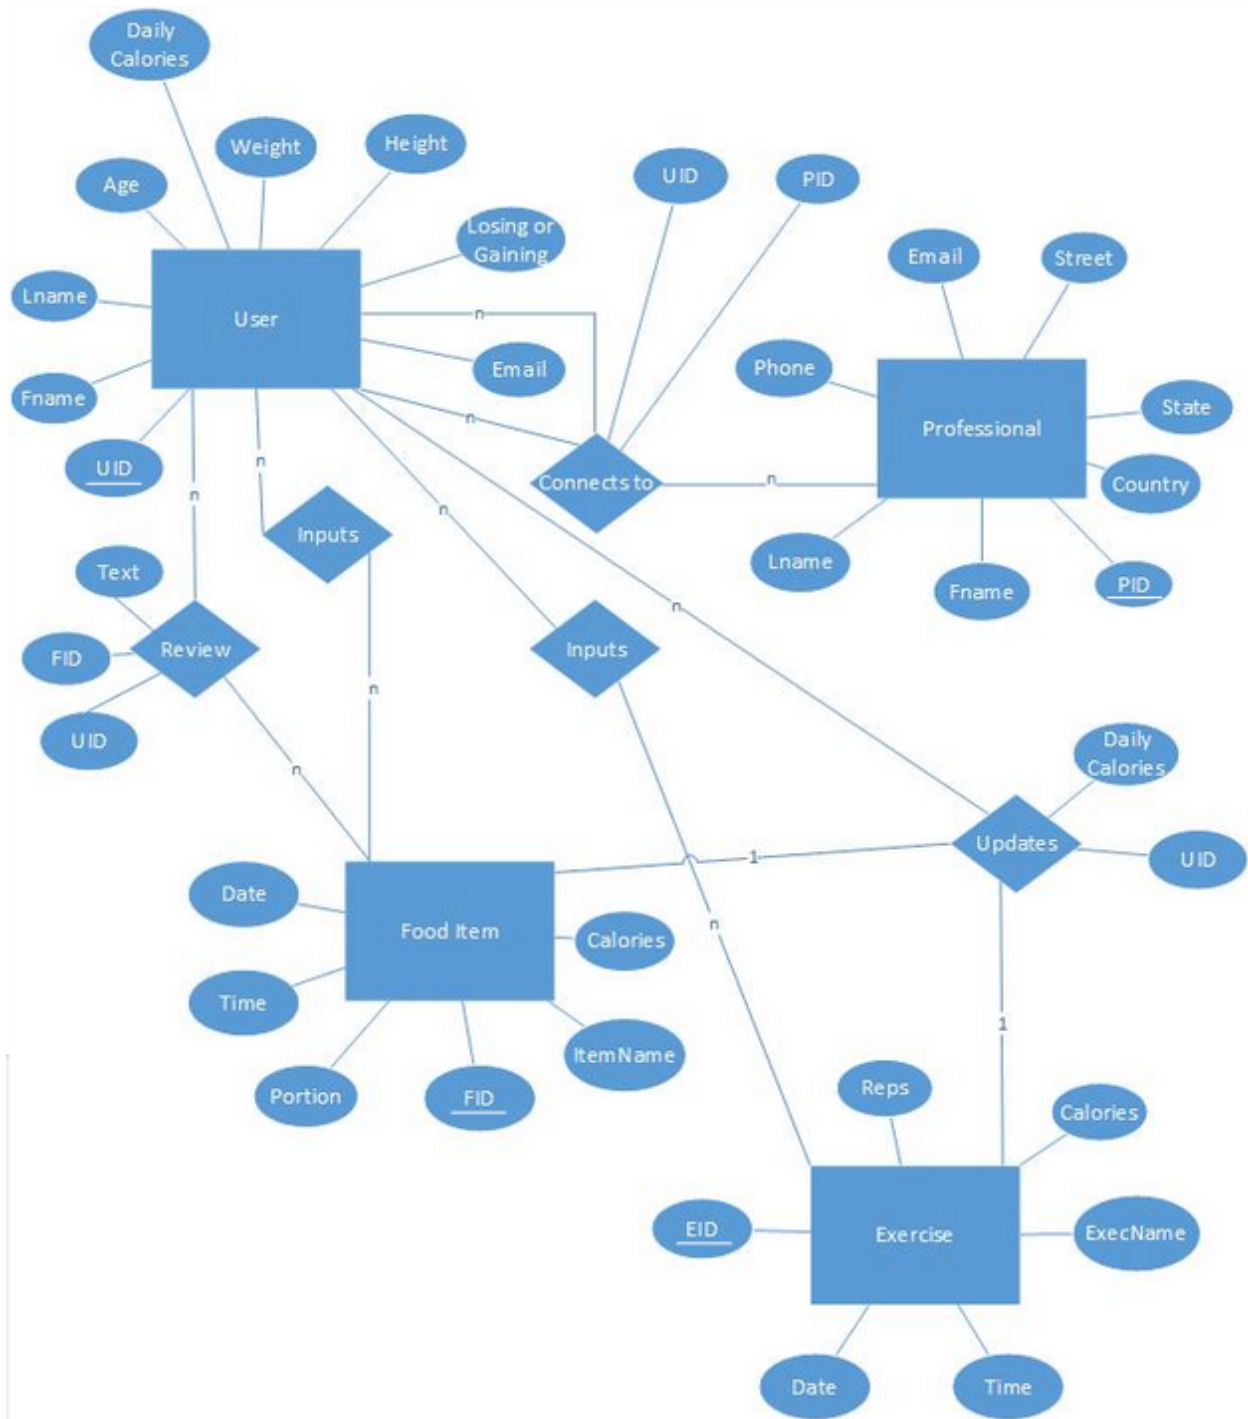 Daily
Calories
Weight
Height
Age
UID
PID
Losing or
Gaining
Email
Street
Lname
User
n
Phone
Email
Fname
n
State
Professional
UID
n
Connects to
n
Country
n
n
Inputs
Lname
Fname
PID
Text
n
Review
Inputs
FID
n
UID
Daily
Calories
n
Updates
1
UID
Date
n
Food Item
Calories
Time
1
ItemName
Portion
FID
Reps
Calories
EID
Exercise
ExecName
Date
Time